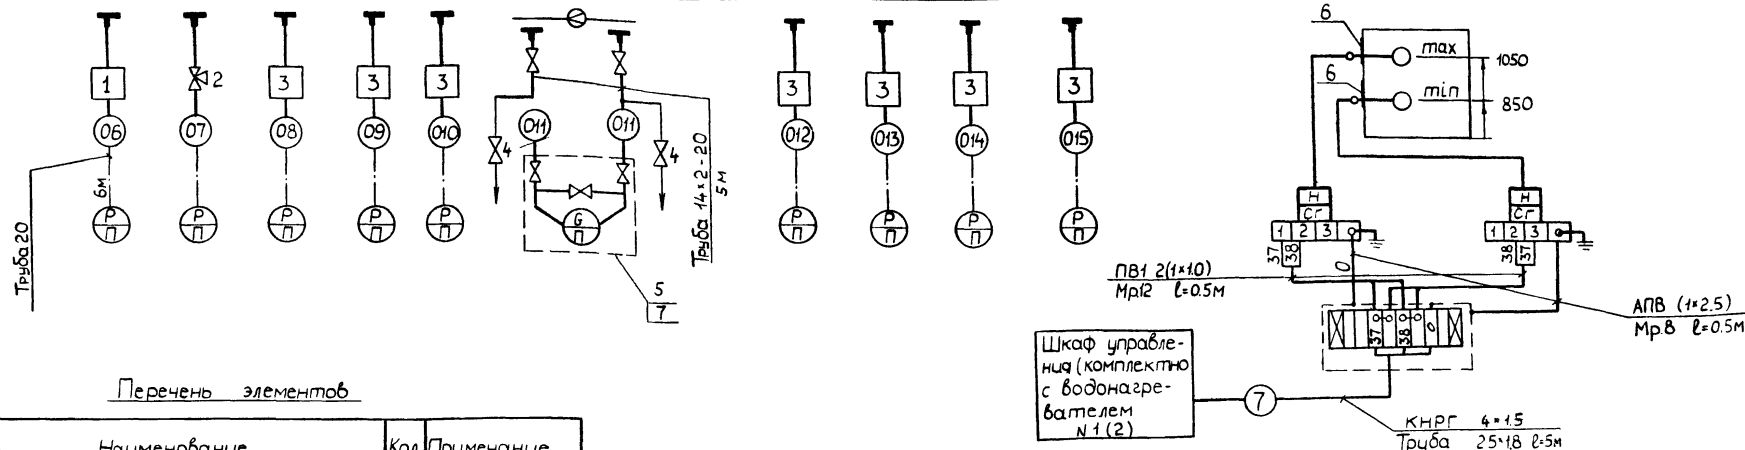 1
2
3
3
3
3
3
3
3
06
07
08
09
010
011
011
012
013
014
015
4
4
6м
Труба 20
Р
П
Р
П
Р
П
Р
П
Р
П
G
П
Р
П
Р
П
Р
П
Р
П
Труба 14×2-20
5м
5
7
6
6
max
min
1050
850
Н
СГ
1 2 3
37
38
Н
СГ
1 2 3
38
37
0
ПВ1 2(1×1.0)
Мр.12 ℓ=0.5м
АПВ (1×2.5)
Мр.8 ℓ=0.5м
37
38
0
Шкаф управле-
ния (комплектно
с водонагре-
вателем
N 1 (2)
7
КНРГ 4×1.5
Труба 25×1,8 ℓ=5м
Перечень элементов
Наименование
Кол
Примечание